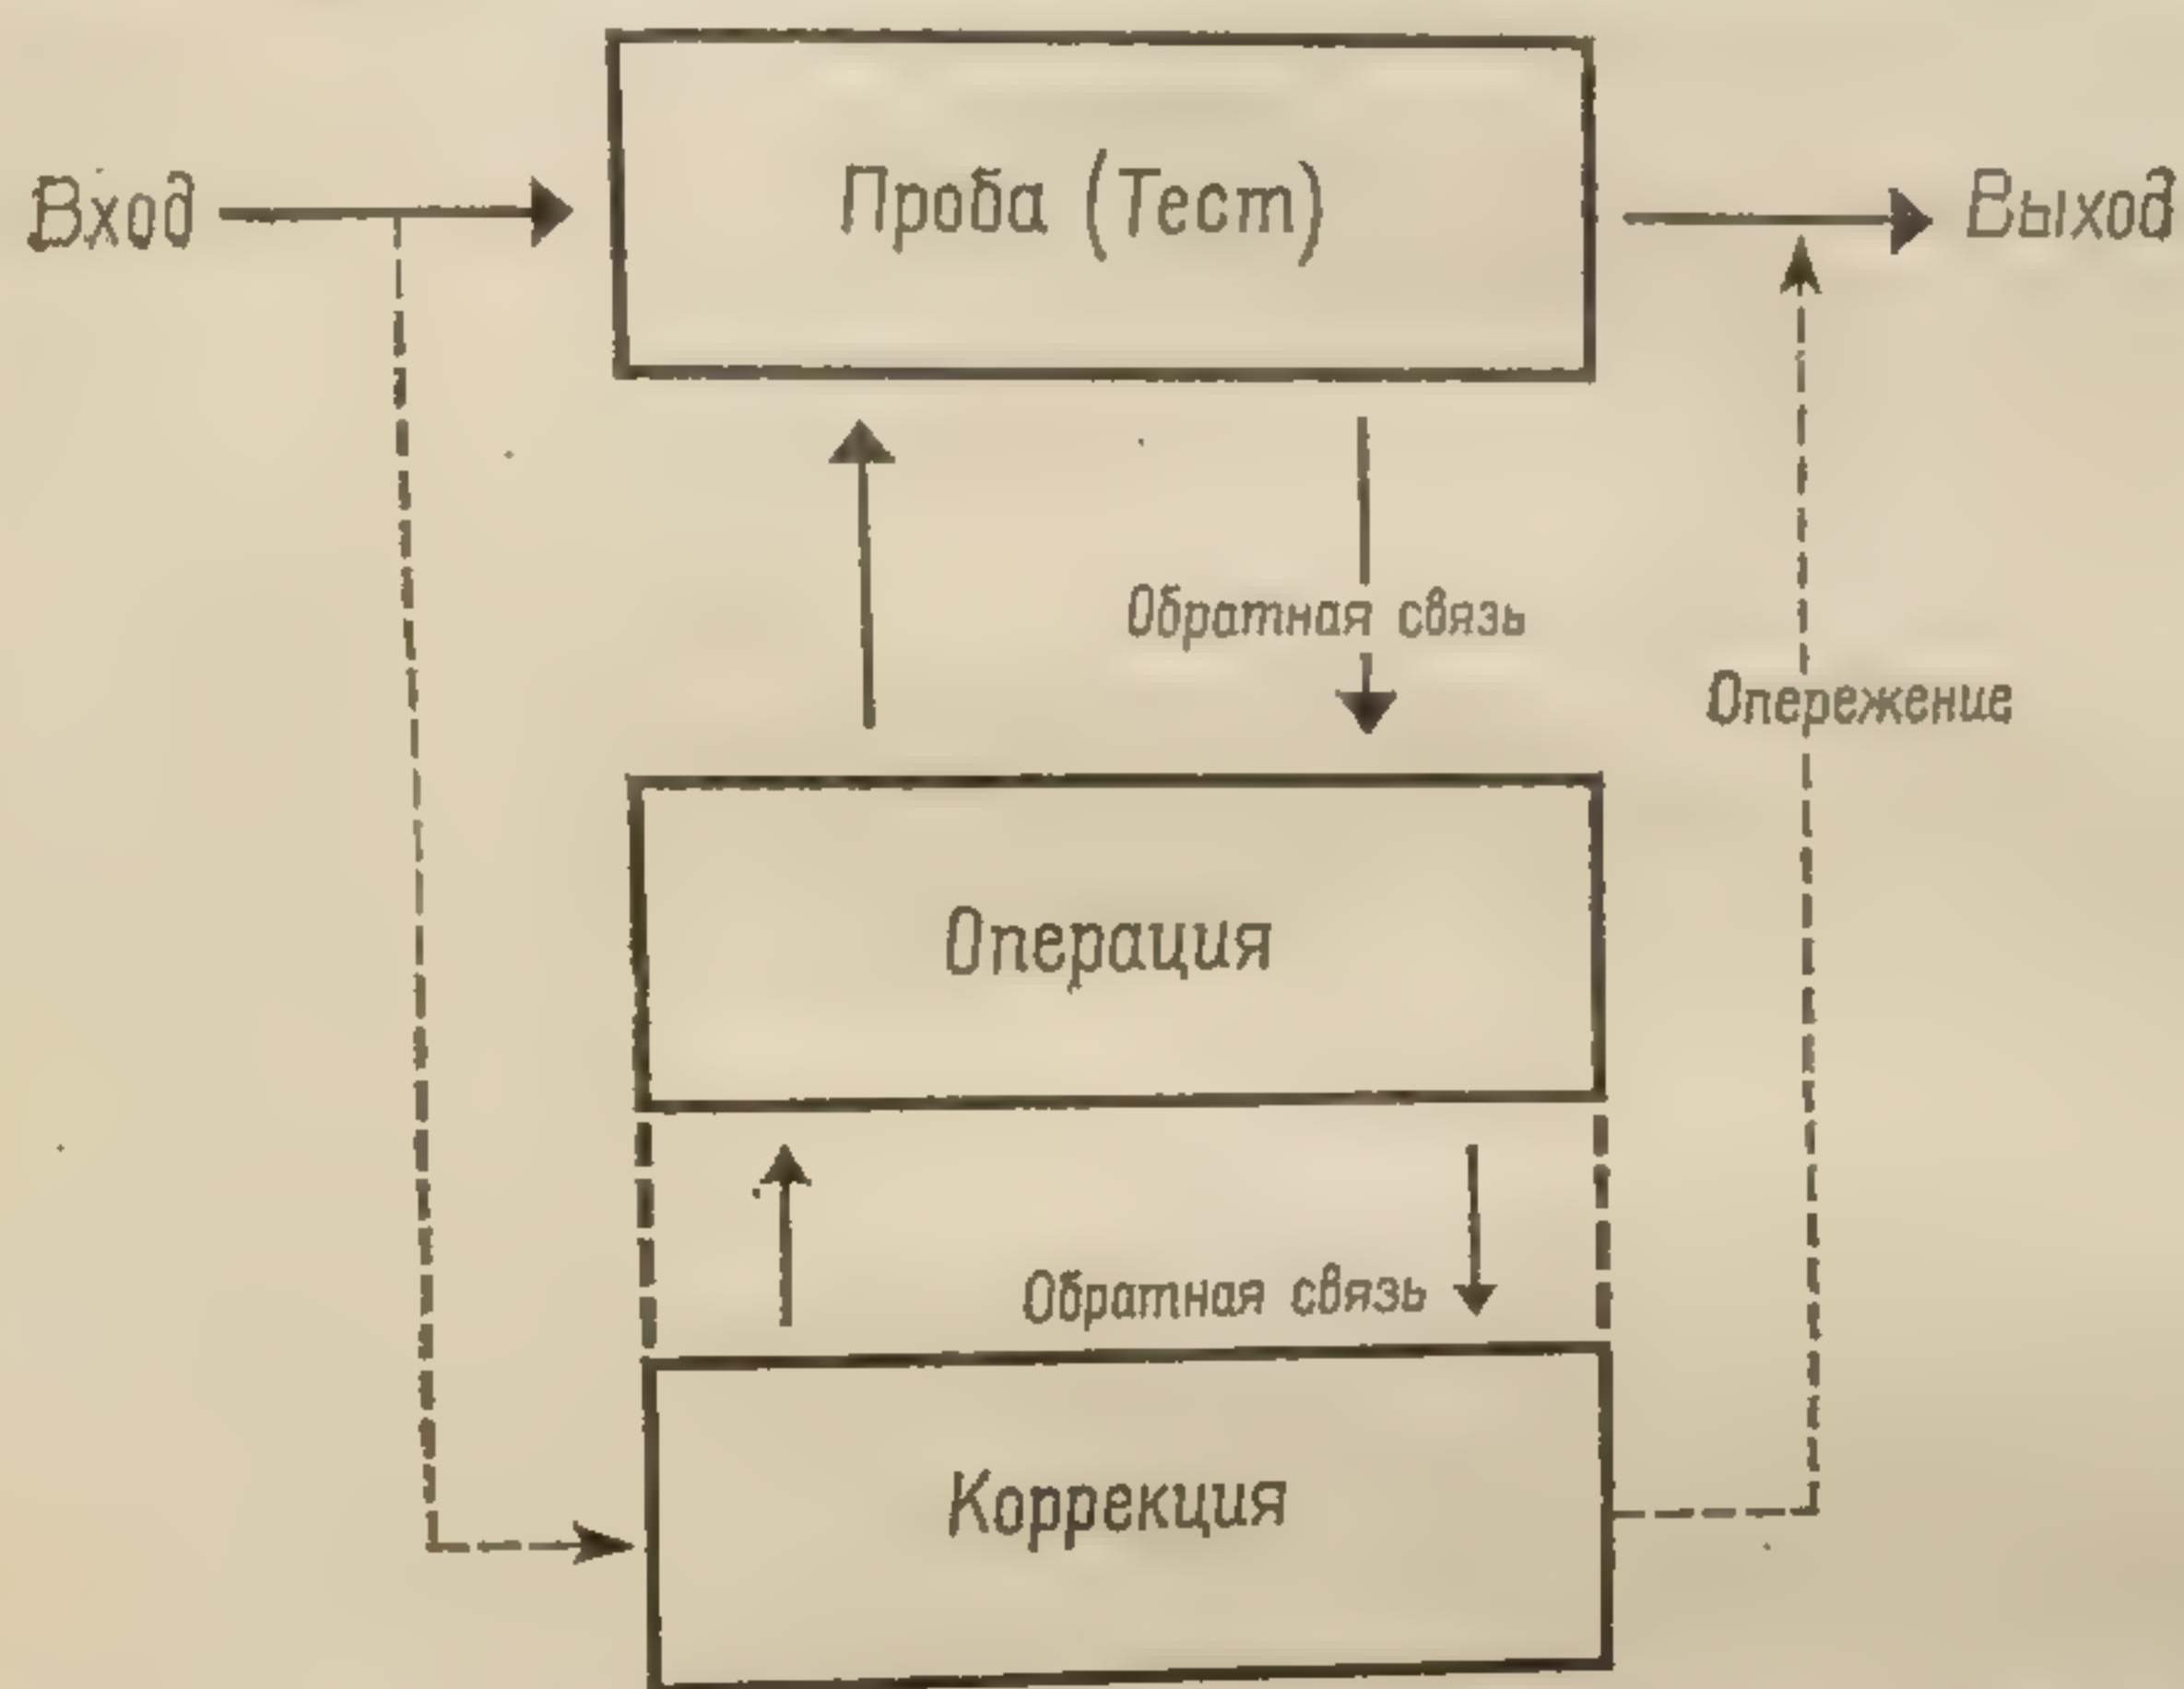 Вход
Проба (Тест)
Выход
Обратная связь
Опережение
Операция
Обратная связь
Коррекция